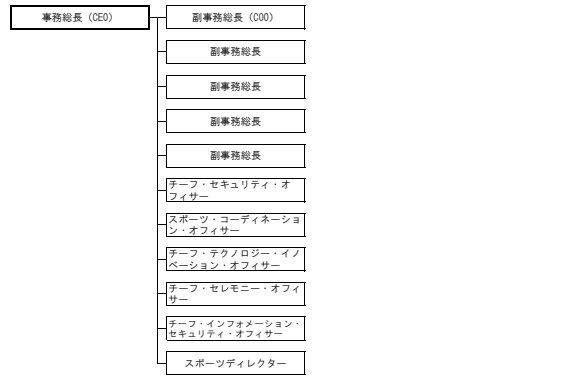 事務総長（CEO）
副事務総長（COO）
副事務総長
副事務総長
副事務総長
副事務総長
チーフ・セキュリティ・オ
フィサー
スポーツ・コーディネーショ
ン・オフィサー
チーフ・テクノロジー・イノ
ベーション・オフィサー
チーフ・セレモニー・オフィ
サー
チーフ・インフォメーション・
セキュリティ・オフィサー
スポーツディレクター